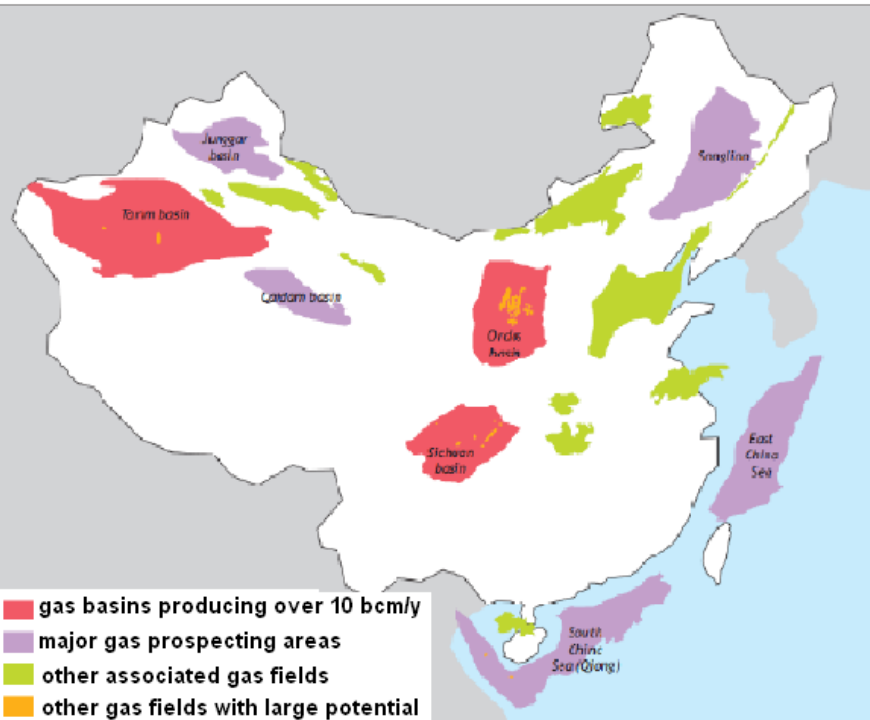 Junggar
basin
Songliao
Tarim basin
Qaidam basin
Ordos
basin
Sichuan
basin
East
China
Sea
South
China
Sea (Qiong)
gas basins producing over 10 bcm/y
major gas prospecting areas
other associated gas fields
other gas fields with large potential